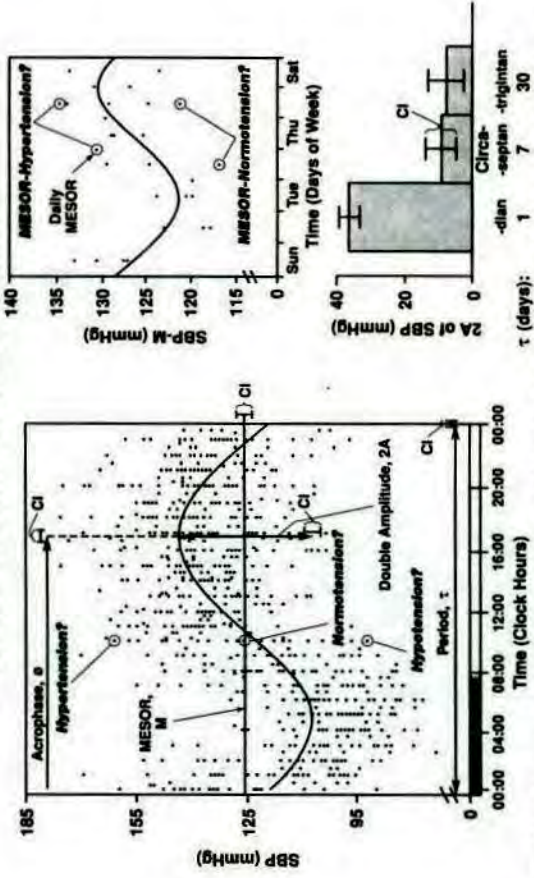 185
155
125
95
0
SBP (mmHg)
Acrophase, ø
CI
Hypertension?
MESOR,
M
CI
CI
Normotension?
Double Amplitude, 2A
Hypotension?
CI
Period, τ
00:00
04:00
08:00
12:00
16:00
20:00
00:00
Time (Clock Hours)
140
135
130
125
120
115
0
SBP-M (mmHg)
MESOR-Hypertension?
Daily
MESOR
MESOR-Normotension?
Sun
Tue
Thu
Sat
Time (Days of Week)
40
20
0
2A of SBP (mmHg)
CI
Circa-
-dian
-septan
-trigintan
τ (days):
1
7
30